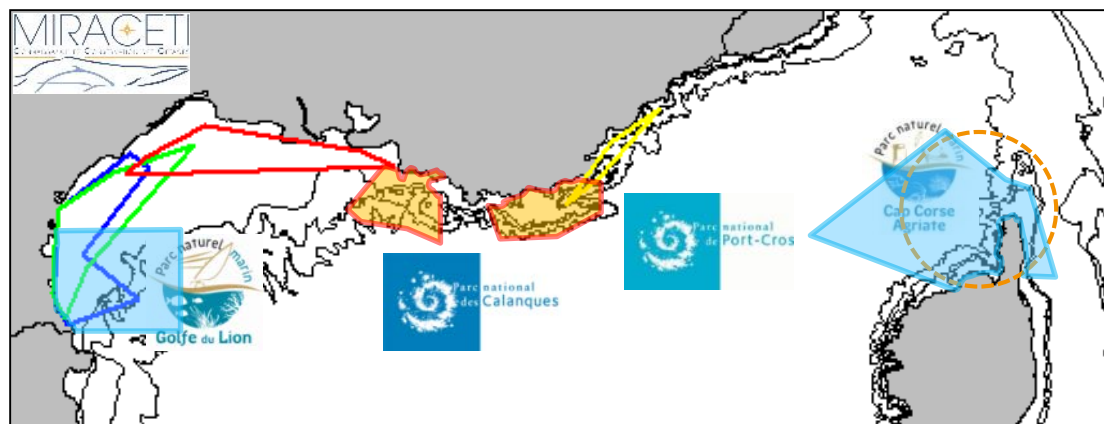 MIRACETI
Parc naturel
marin
Golfe du Lion
Parc national
des Calanques
Parc national
de Port-Cros
Parc naturel
marin
Cap Corse
Agriate